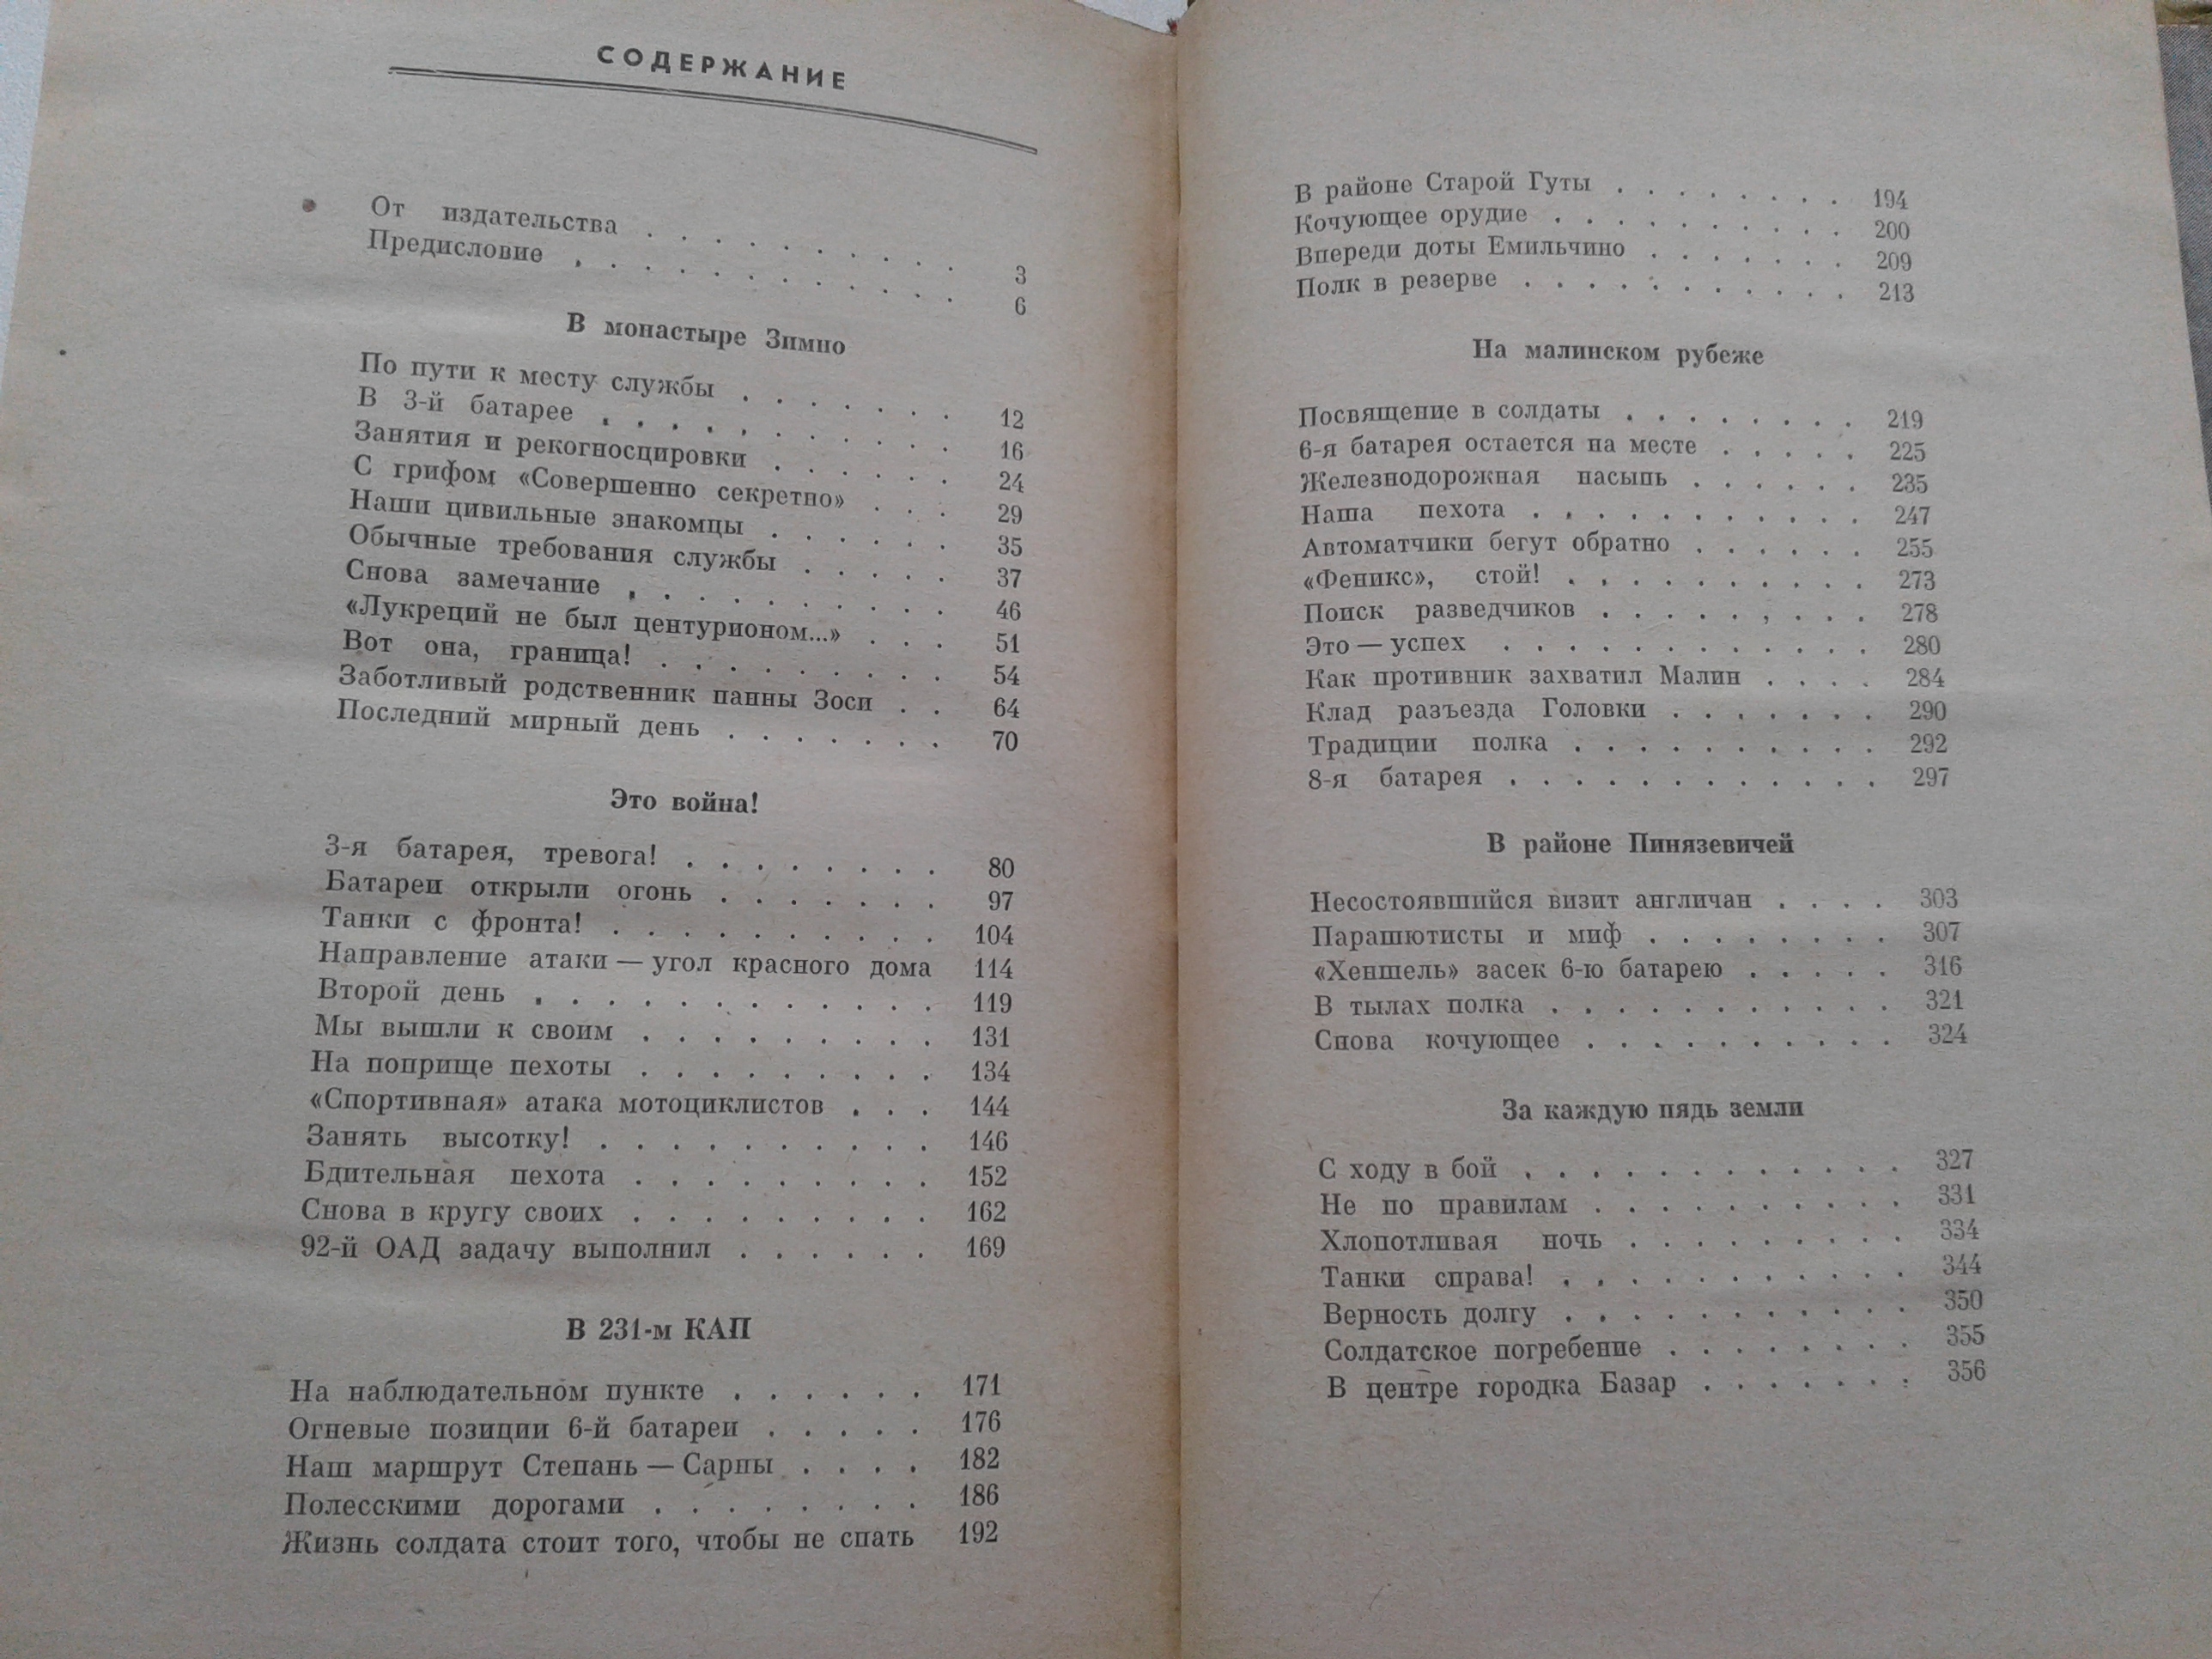 СОДЕРЖАНИЕ
От издательства . . . . . . . . . 3
Предисловие . . . . . . . . . . . 6
В монастыре Зимно
По пути к месту службы . . . . . . . 12
В 3-й батарее . . . . . . . . . . . 16
Занятия и рекогносцировки . . . . . . 24
С грифом «Совершенно секретно» . . . 29
Наши цивильные знакомцы . . . . . . 35
Обычные требования службы . . . . . 37
Снова замечание . . . . . . . . . . 46
«Лукреций не был центурионом...» . . . 51
Вот она, граница! . . . . . . . . . 54
Заботливый родственник панны Зоси . . 64
Последний мирный день . . . . . . . 70
Это война!
3-я батарея, тревога! . . . . . . . . 80
Батареи открыли огонь . . . . . . . 97
Танки с фронта! . . . . . . . . . . 104
Направление атаки — угол красного дома 114
Второй день . . . . . . . . . . . . 119
Мы вышли к своим . . . . . . . . . 131
На поприще пехоты . . . . . . . . . 134
«Спортивная» атака мотоциклистов . . . 144
Занять высотку! . . . . . . . . . . 146
Бдительная пехота . . . . . . . . . 152
Снова в кругу своих . . . . . . . . . 162
92-й ОАД задачу выполнил . . . . . . 169
В 231-м КАП
На наблюдательном пункте . . . . . . 171
Огневые позиции 6-й батареи . . . . . 176
Наш маршрут Степань — Сарны . . . . 182
Полесскими дорогами . . . . . . . . 186
Жизнь солдата стоит того, чтобы не спать 192
В районе Старой Гуты . . . . . . . . 194
Кочующее орудие . . . . . . . . . . 200
Впереди доты Емильчино . . . . . . . 209
Полк в резерве . . . . . . . . . . . 213
На малинском рубеже
Посвящение в солдаты . . . . . . . . 219
6-я батарея остается на месте . . . . . 225
Железнодорожная насыпь . . . . . . 235
Наша пехота . . . . . . . . . . . 247
Автоматчики бегут обратно . . . . . . 255
«Феникс», стой! . . . . . . . . . . 273
Поиск разведчиков . . . . . . . . . 278
Это — успех . . . . . . . . . . . . 280
Как противник захватил Малин . . . . 284
Клад разъезда Головки . . . . . . . 290
Традиции полка . . . . . . . . . . 292
8-я батарея . . . . . . . . . . . . 297
В районе Пинязевичей
Несостоявшийся визит англичан . . . . 303
Парашютисты и миф . . . . . . . . 307
«Хеншель» засек 6-ю батарею . . . . . 316
В тылах полка . . . . . . . . . . . 321
Снова кочующее . . . . . . . . . . 324
За каждую пядь земли
С ходу в бой . . . . . . . . . . . . 327
Не по правилам . . . . . . . . . . 331
Хлопотливая ночь . . . . . . . . . 334
Танки справа! . . . . . . . . . . . 344
Верность долгу . . . . . . . . . . . 350
Солдатское погребение . . . . . . . . 355
В центре городка Базар . . . . . . . 356